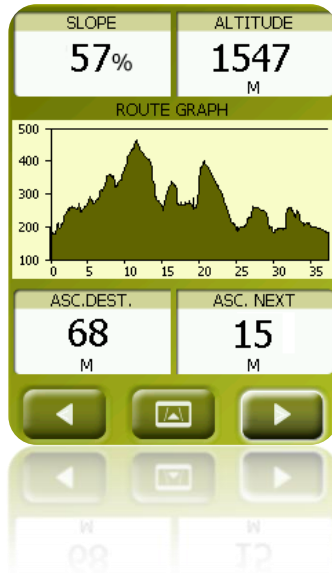 SLOPE ALTITUDE
57% 1547
M
ROUTE GRAPH
500
400
300
200
100
0 5 10 15 20 25 30 35
ASC.DEST. ASC. NEXT
68 15
M M